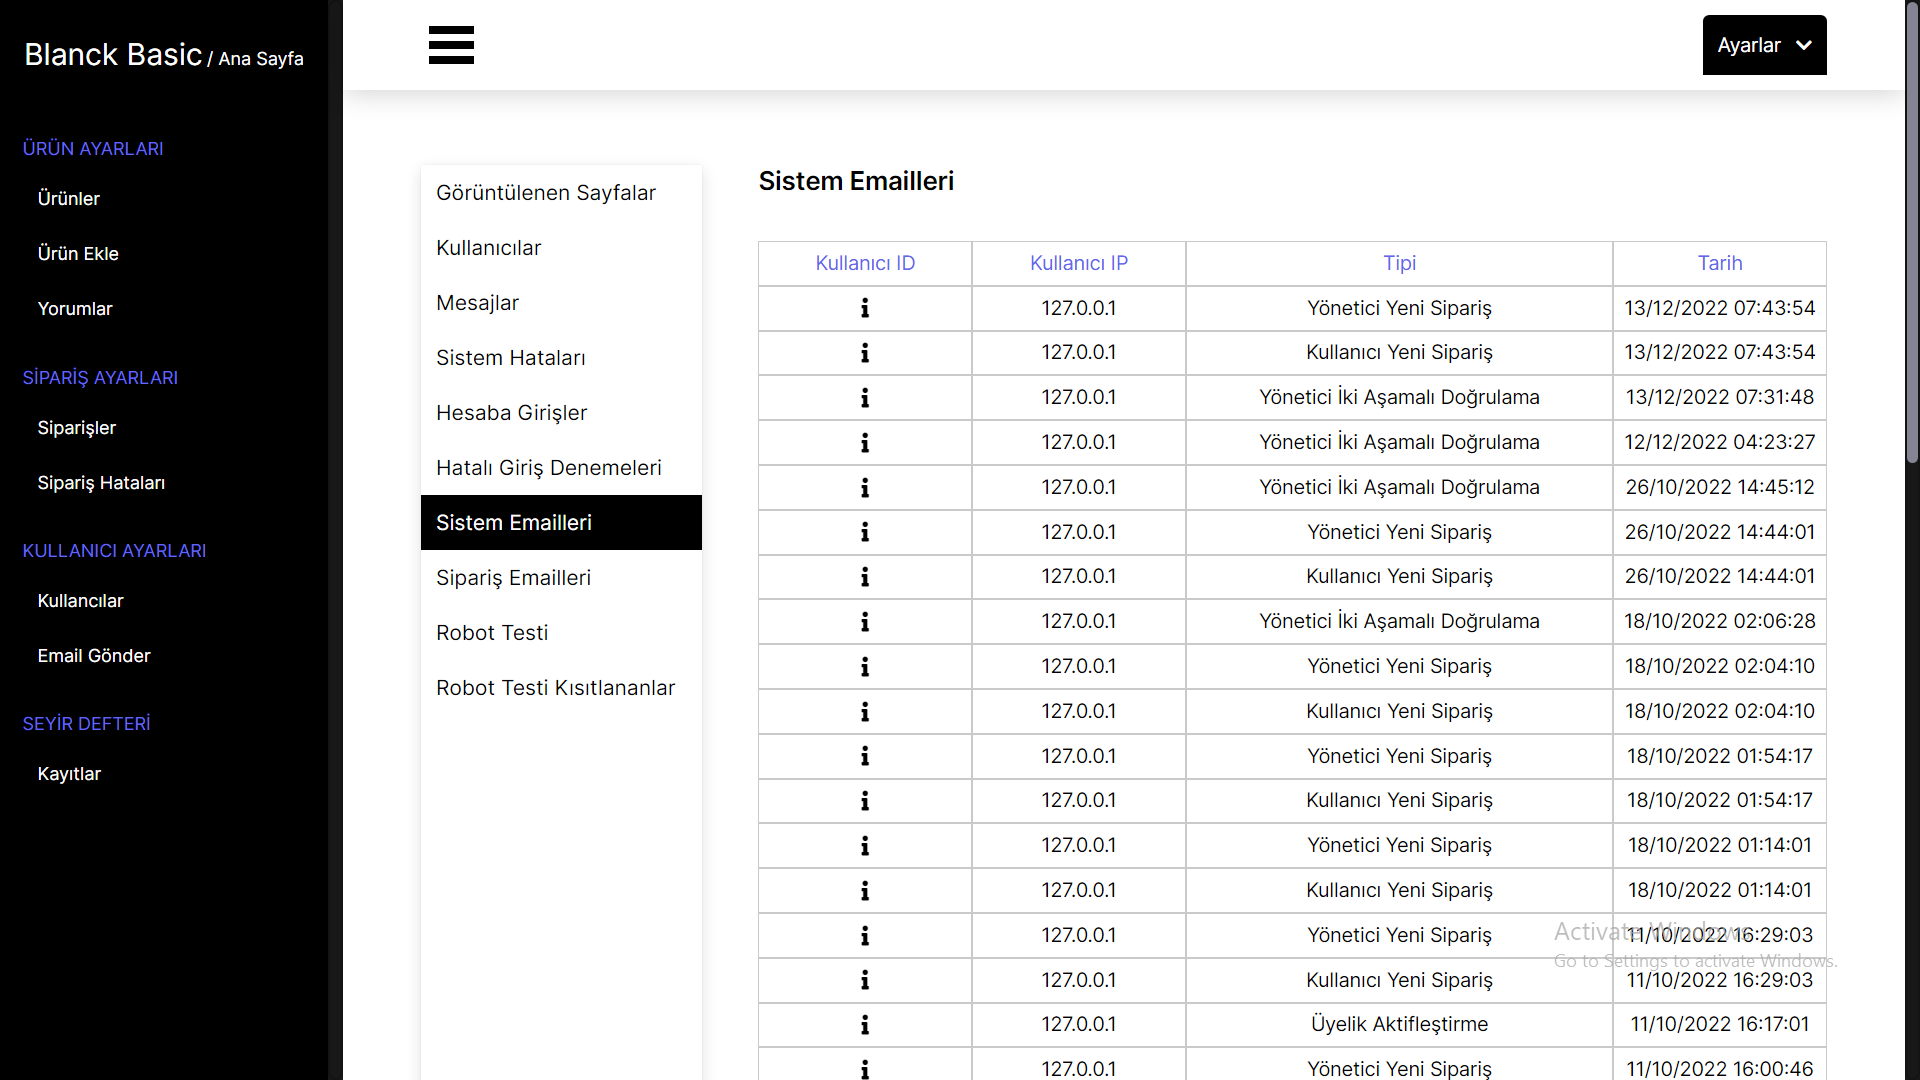 Blanck Basic / Ana Sayfa
ÜRÜN AYARLARI
Ürünler
Ürün Ekle
Yorumlar
SİPARİŞ AYARLARI
Siparişler
Sipariş Hataları
KULLANICI AYARLARI
Kullancılar
Email Gönder
SEYİR DEFTERİ
Kayıtlar
Ayarlar
Görüntülenen Sayfalar
Kullanıcılar
Mesajlar
Sistem Hataları
Hesaba Girişler
Hatalı Giriş Denemeleri
Sistem Emailleri
Sipariş Emailleri
Robot Testi
Robot Testi Kısıtlananlar
Sistem Emailleri
Kullanıcı ID Kullanıcı IP Tipi Tarih
127.0.0.1 Yönetici Yeni Sipariş 13/12/2022 07:43:54
127.0.0.1 Kullanıcı Yeni Sipariş 13/12/2022 07:43:54
127.0.0.1 Yönetici İki Aşamalı Doğrulama 13/12/2022 07:31:48
127.0.0.1 Yönetici İki Aşamalı Doğrulama 12/12/2022 04:23:27
127.0.0.1 Yönetici İki Aşamalı Doğrulama 26/10/2022 14:45:12
127.0.0.1 Yönetici Yeni Sipariş 26/10/2022 14:44:01
127.0.0.1 Kullanıcı Yeni Sipariş 26/10/2022 14:44:01
127.0.0.1 Yönetici İki Aşamalı Doğrulama 18/10/2022 02:06:28
127.0.0.1 Yönetici Yeni Sipariş 18/10/2022 02:04:10
127.0.0.1 Kullanıcı Yeni Sipariş 18/10/2022 02:04:10
127.0.0.1 Yönetici Yeni Sipariş 18/10/2022 01:54:17
127.0.0.1 Kullanıcı Yeni Sipariş 18/10/2022 01:54:17
127.0.0.1 Yönetici Yeni Sipariş 18/10/2022 01:14:01
127.0.0.1 Kullanıcı Yeni Sipariş 18/10/2022 01:14:01
127.0.0.1 Yönetici Yeni Sipariş 11/10/2022 16:29:03
127.0.0.1 Kullanıcı Yeni Sipariş 11/10/2022 16:29:03
127.0.0.1 Üyelik Aktifleştirme 11/10/2022 16:17:01
127.0.0.1 Yönetici Yeni Sipariş 11/10/2022 16:00:46
Activate Windows
Go to Settings to activate Windows.